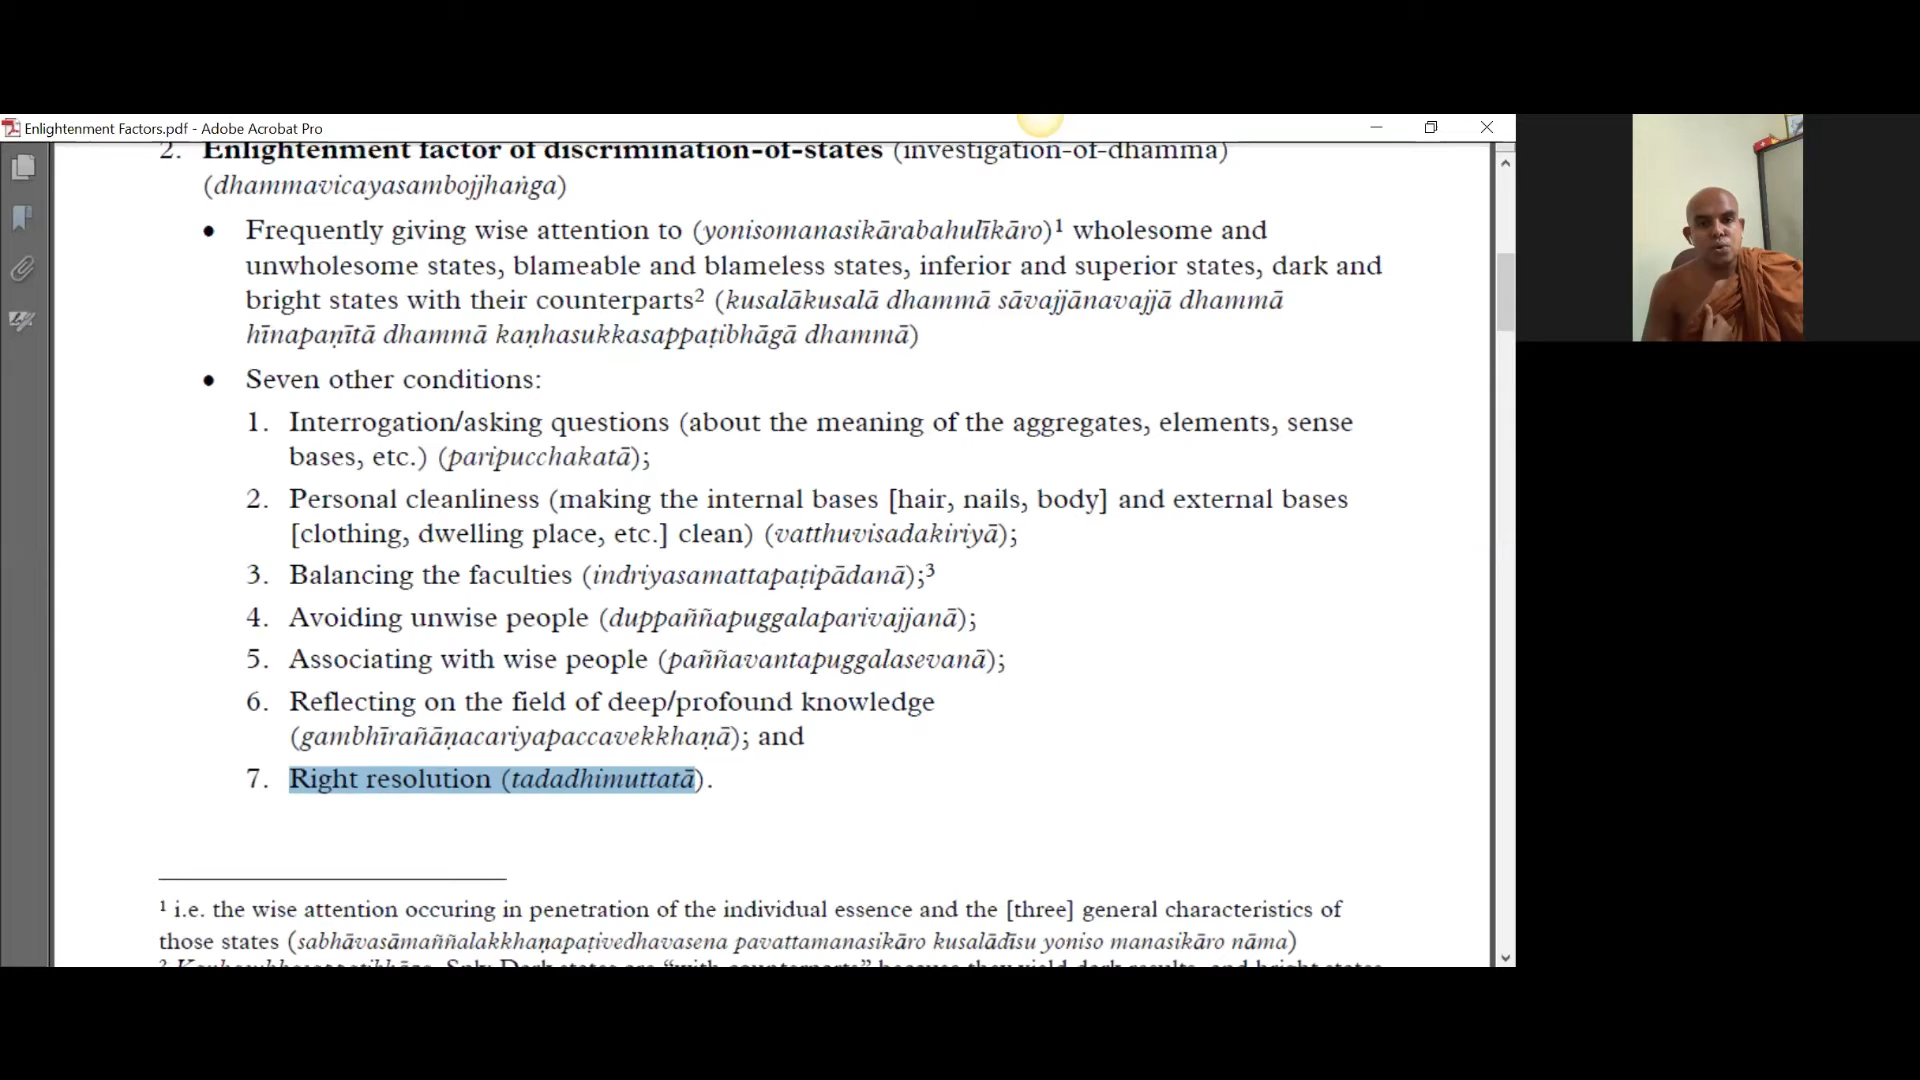 Enlightenment Factors.pdf - Adobe Acrobat Pro
2. Enlightenment factor of discrimination-of-states (investigation-of-dhamma)
(dhammavicayasambojjhaṅga)
• Frequently giving wise attention to (yonisomanasikārabahulīkāro)¹ wholesome and
unwholesome states, blameable and blameless states, inferior and superior states, dark and
bright states with their counterparts² (kusalākusalā dhammā sāvajjānavajjā dhammā
hīnapaṇītā dhammā kaṇhasukkasappaṭibhāgā dhammā)
• Seven other conditions:
1. Interrogation/asking questions (about the meaning of the aggregates, elements, sense
bases, etc.) (paripucchakatā);
2. Personal cleanliness (making the internal bases [hair, nails, body] and external bases
[clothing, dwelling place, etc.] clean) (vatthuvisadakiriyā);
3. Balancing the faculties (indriyasamattapaṭipādanā);³
4. Avoiding unwise people (duppaññapuggalaparivajjanā);
5. Associating with wise people (paññavantapuggalasevanā);
6. Reflecting on the field of deep/profound knowledge
(gambhīrañāṇacariyapaccavekkhaṇā); and
7. Right resolution (tadadhimuttatā).
¹ i.e. the wise attention occuring in penetration of the individual essence and the [three] general characteristics of
those states (sabhāvasāmaññalakkhaṇapaṭivedhavasena pavattamanasikāro kusalādīsu yoniso manasikāro nāma)